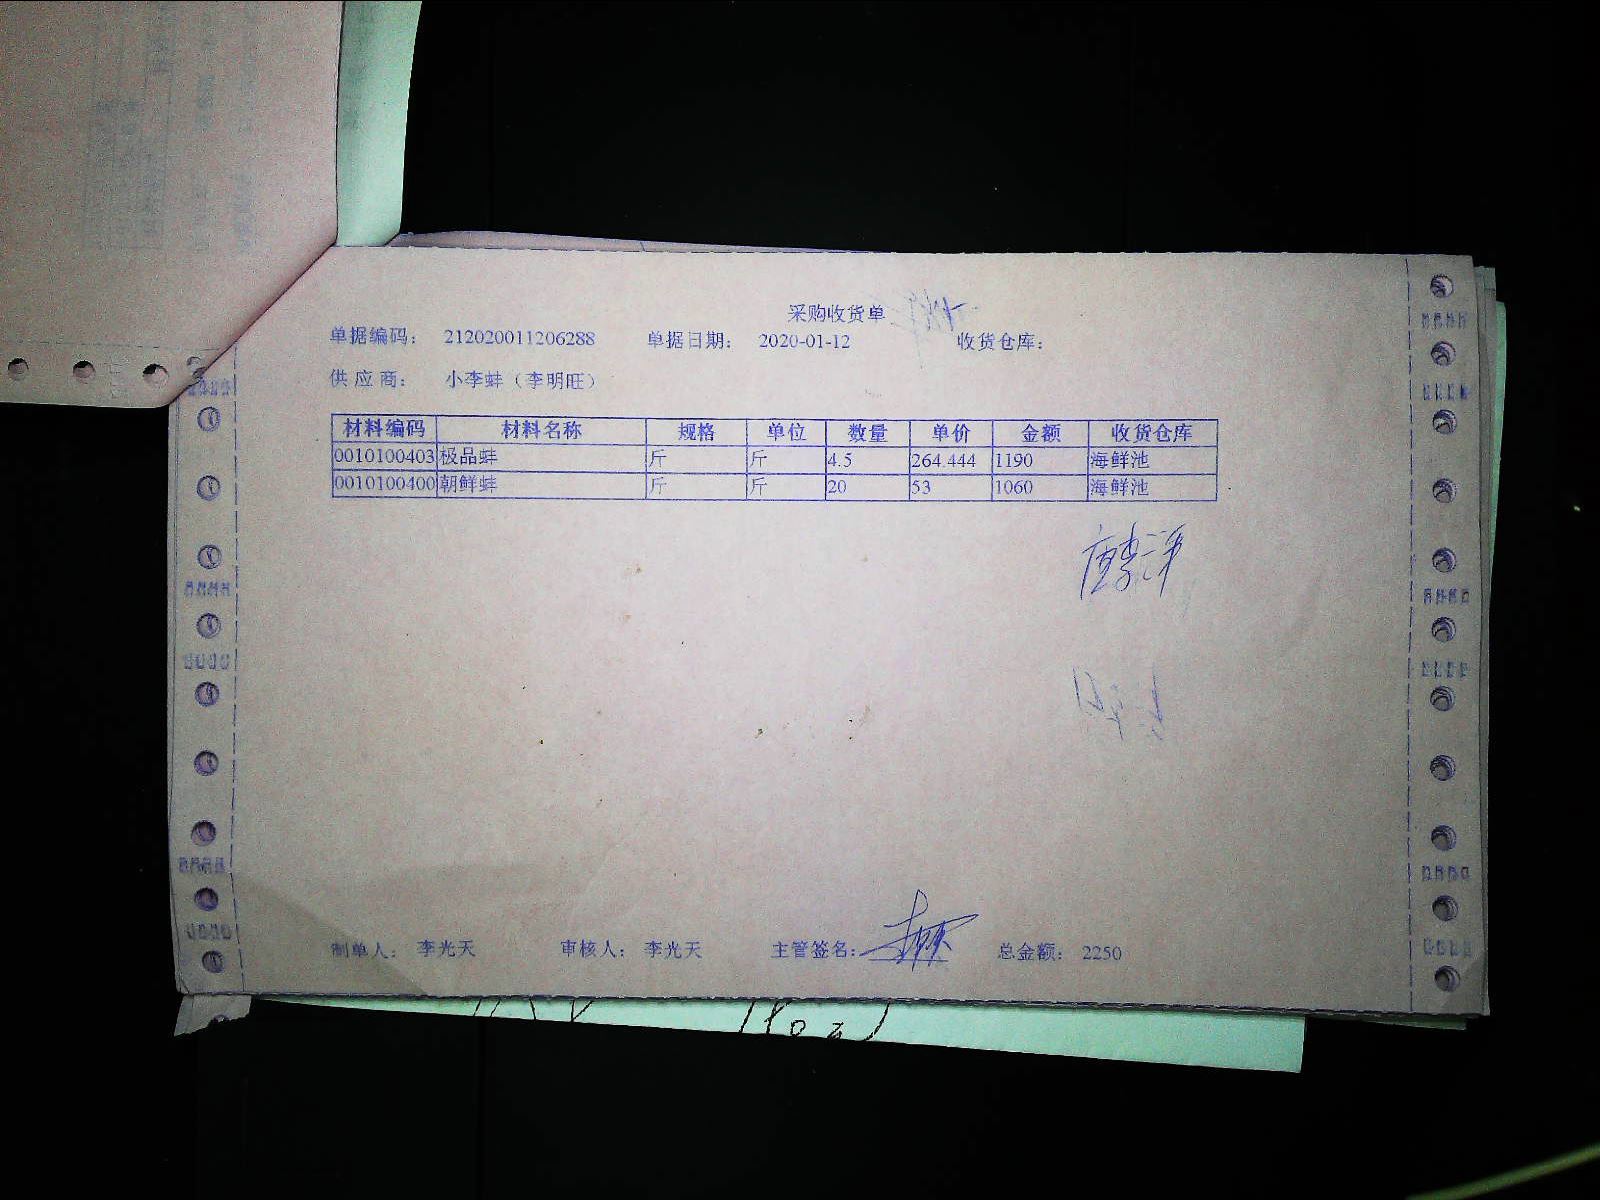 采购收货单
单据编码： 212020011206288 单据日期： 2020-01-12 收货仓库：
供应商： 小李蚌（李明旺）
材料编码 材料名称 规格 单位 数量 单价 金额 收货仓库
0010100403 极品蚌 斤 斤 4.5 264.444 1190 海鲜池
0010100400 朝鲜蚌 斤 斤 20 53 1060 海鲜池
制单人： 李光天 审核人： 李光天 主管签名： 总金额： 2250